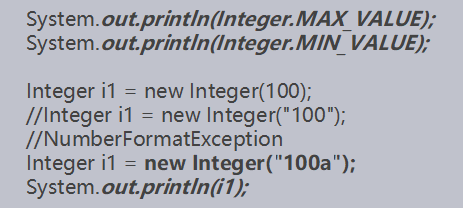 System.out.println(Integer.MAX_VALUE);
System.out.println(Integer.MIN_VALUE);
Integer i1 = new Integer(100);
//Integer i1 = new Integer("100");
//NumberFormatException
Integer i1 = new Integer("100a");
System.out.println(i1);